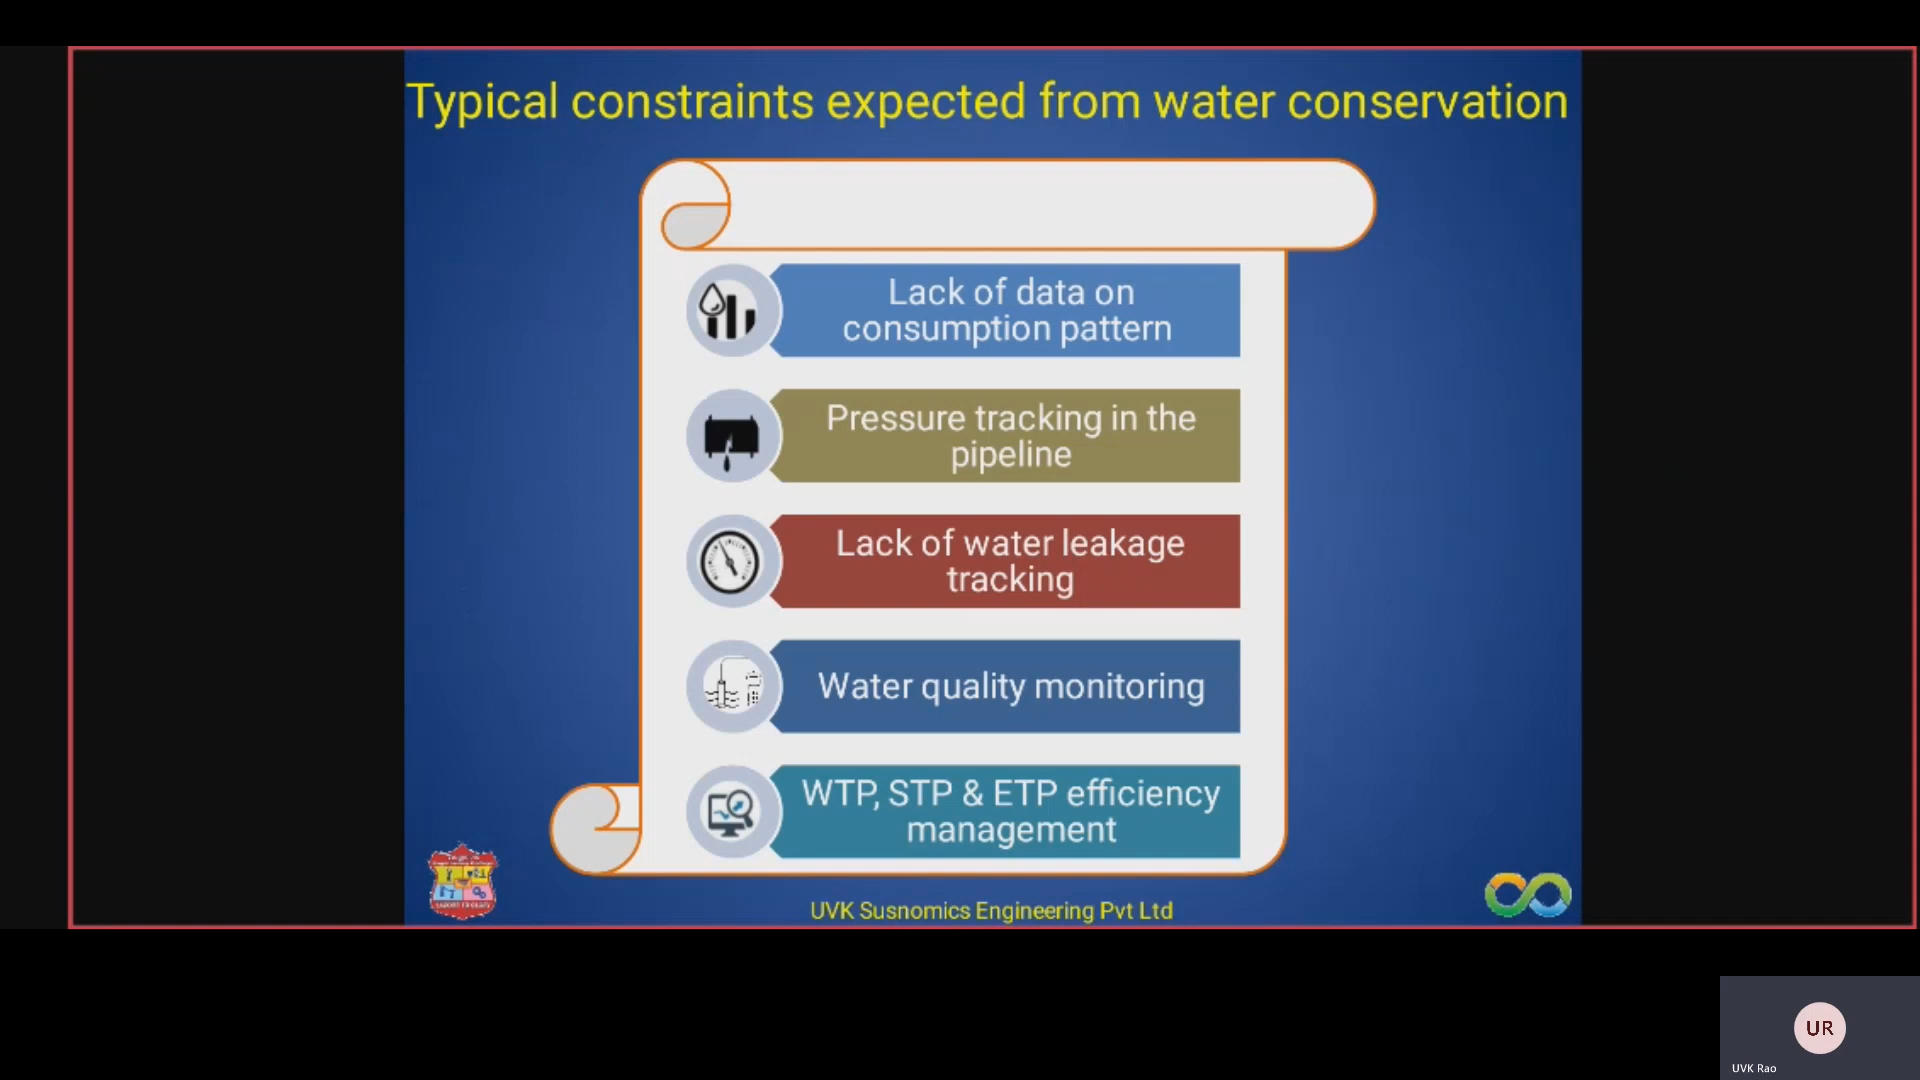 Typical constraints expected from water conservation
Lack of data on
consumption pattern
Pressure tracking in the
pipeline
Lack of water leakage
tracking
Water quality monitoring
WTP, STP & ETP efficiency
management
UVK Susnomics Engineering Pvt Ltd
UR
UVK Rao